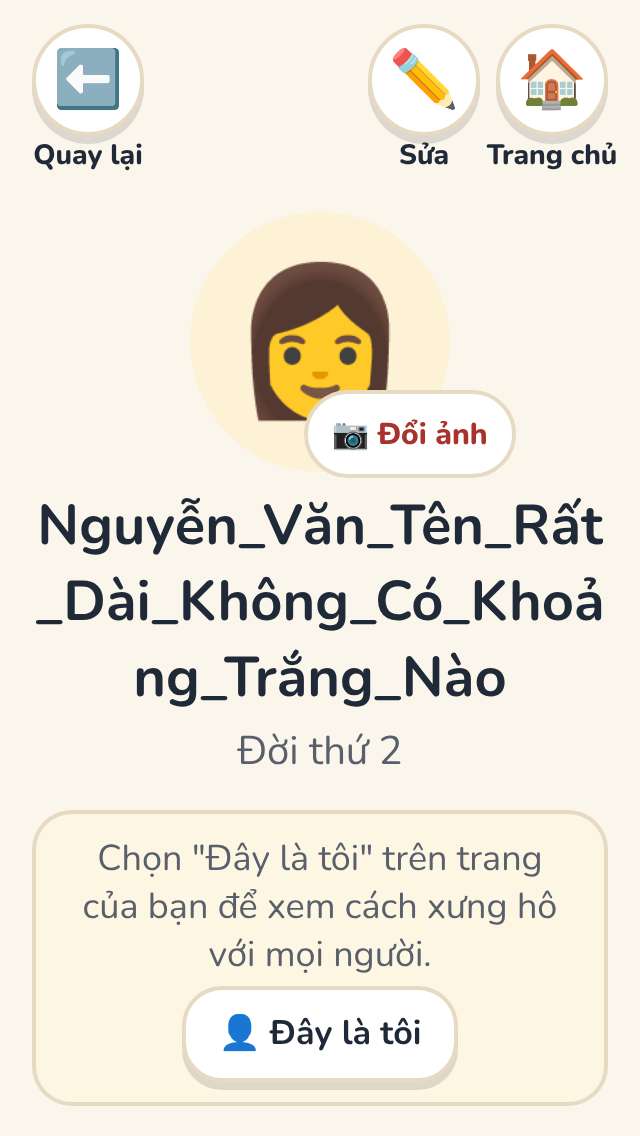 Quay lại
Sửa
Trang chủ
Đổi ảnh
Nguyễn_Văn_Tên_Rất
_Dài_Không_Có_Khoả
ng_Trắng_Nào
Đời thứ 2
Chọn "Đây là tôi" trên trang
của bạn để xem cách xưng hô
với mọi người.
Đây là tôi